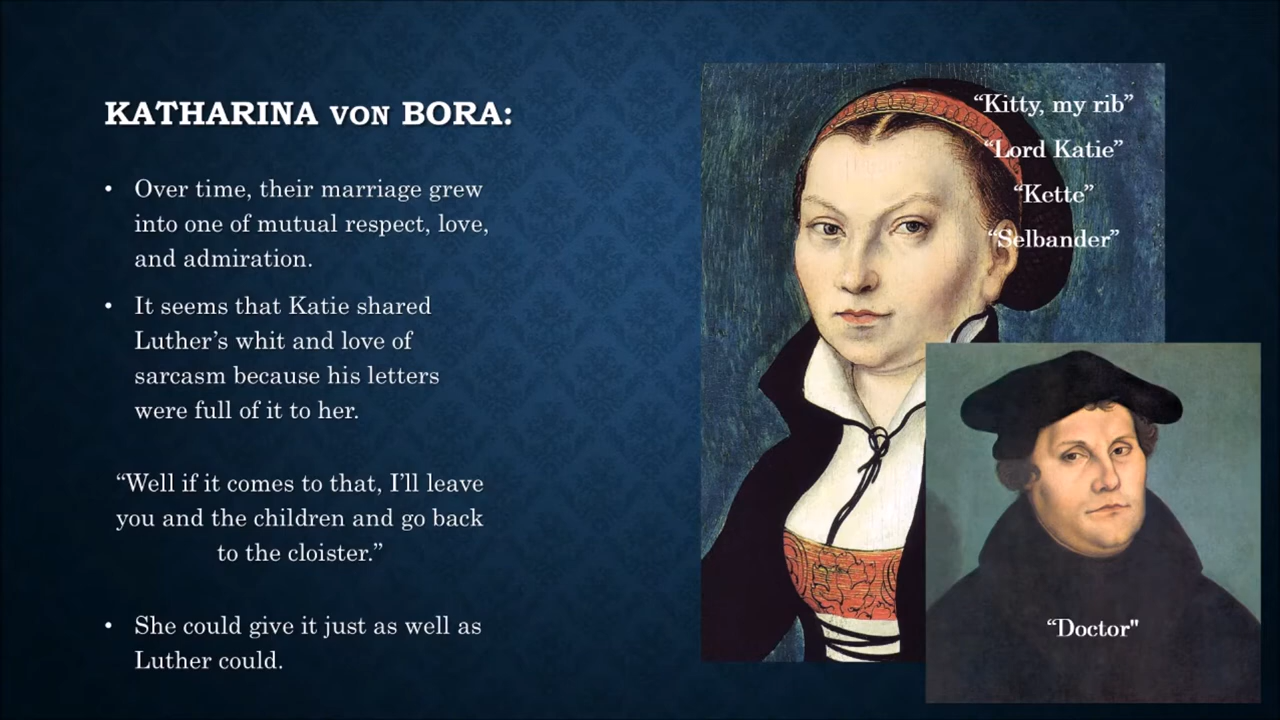 KATHARINA VON BORA:
• Over time, their marriage grew
into one of mutual respect, love,
and admiration.
• It seems that Katie shared
Luther’s whit and love of
sarcasm because his letters
were full of it to her.
“Well if it comes to that, I’ll leave
you and the children and go back
to the cloister.”
• She could give it just as well as
Luther could.
“Kitty, my rib”
“Lord Katie”
“Kette”
“Selbander”
“Doctor"